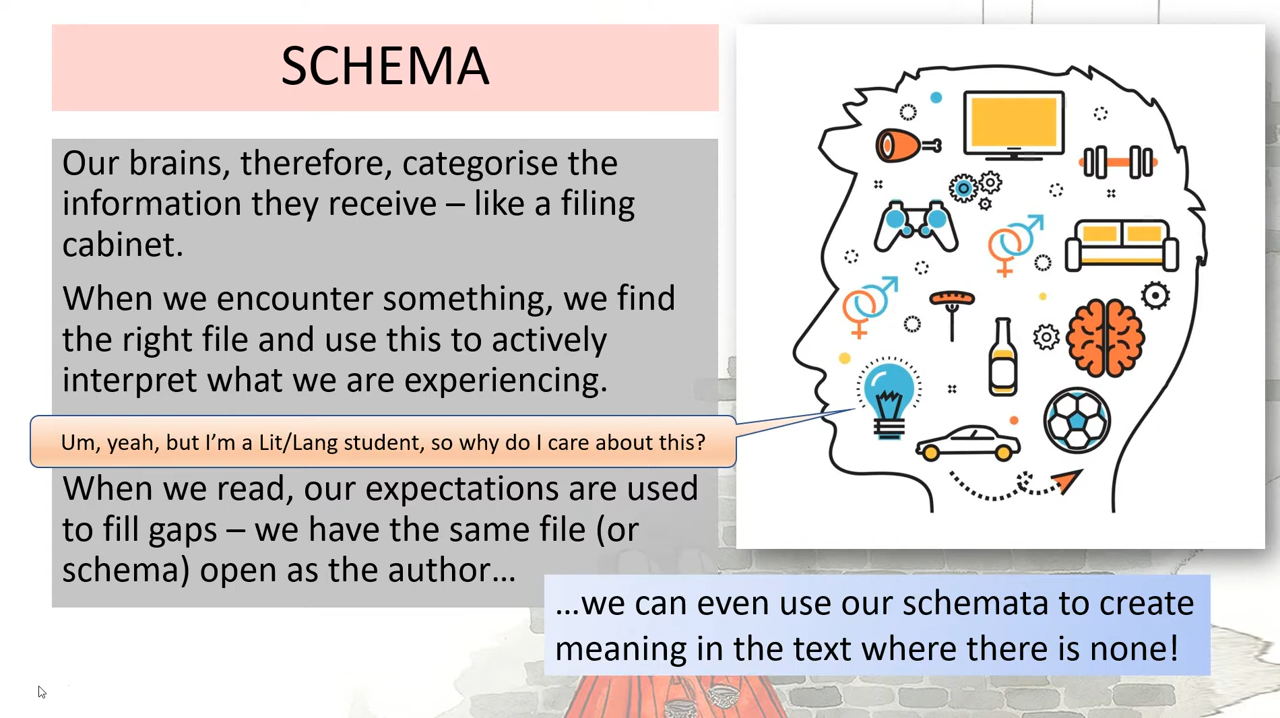 SCHEMA
Our brains, therefore, categorise the
information they receive – like a filing
cabinet.
When we encounter something, we find
the right file and use this to actively
interpret what we are experiencing.
Um, yeah, but I’m a Lit/Lang student, so why do I care about this?
When we read, our expectations are used
to fill gaps – we have the same file (or
schema) open as the author…
…we can even use our schemata to create
meaning in the text where there is none!